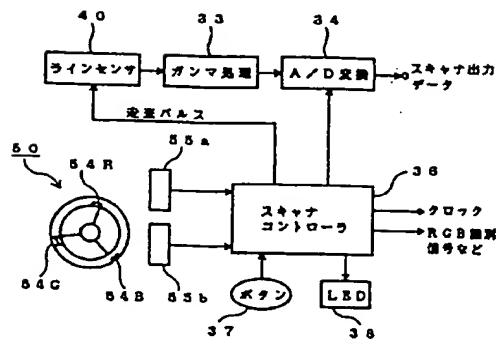 40
33
34
ラインセンサ
ガンマ処理
A/D変換
スキャナ出力
データ
走査パルス
55a
50
54R
36
スキャナ
コントローラ
クロック
RGB識別
信号など
54G
54B
55b
ボタン
LED
37
38